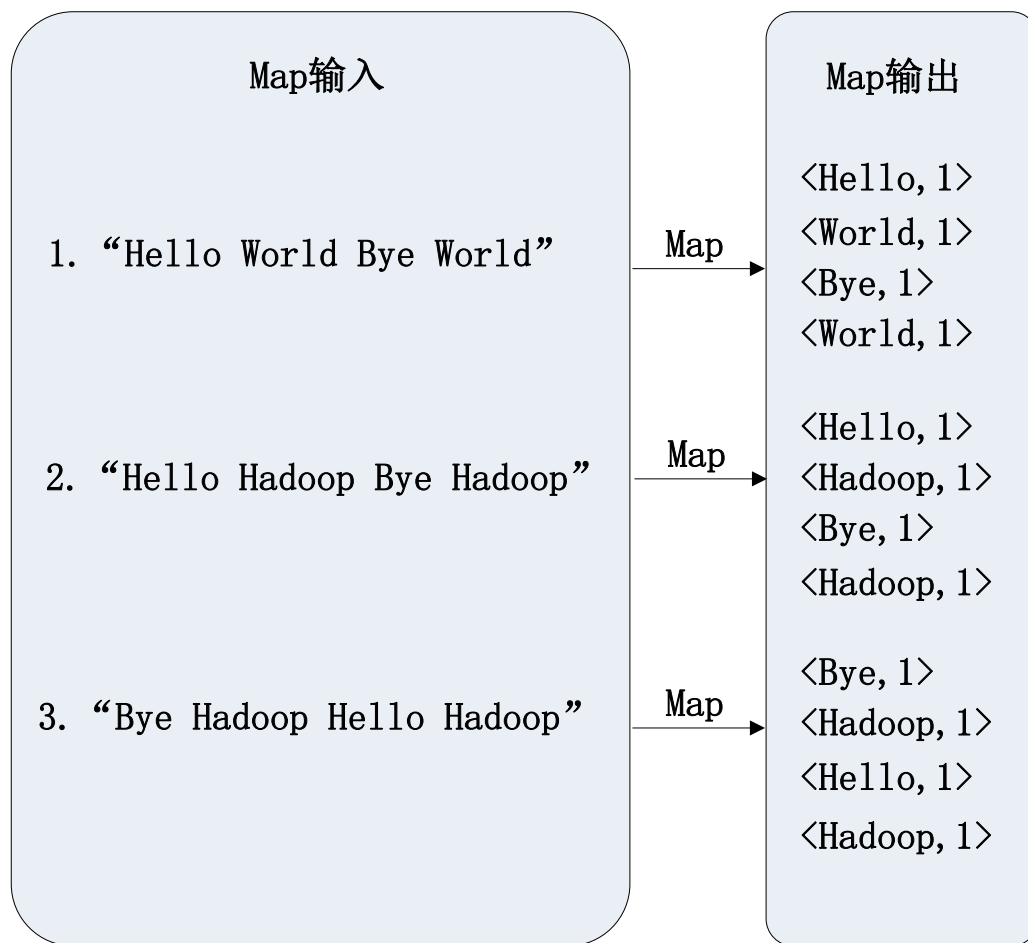 Map输入
1. “Hello World Bye World”
2. “Hello Hadoop Bye Hadoop”
3. “Bye Hadoop Hello Hadoop”
Map
Map
Map
Map输出
<Hello,1>
<World,1>
<Bye,1>
<World,1>
<Hello,1>
<Hadoop,1>
<Bye,1>
<Hadoop,1>
<Bye,1>
<Hadoop,1>
<Hello,1>
<Hadoop,1>